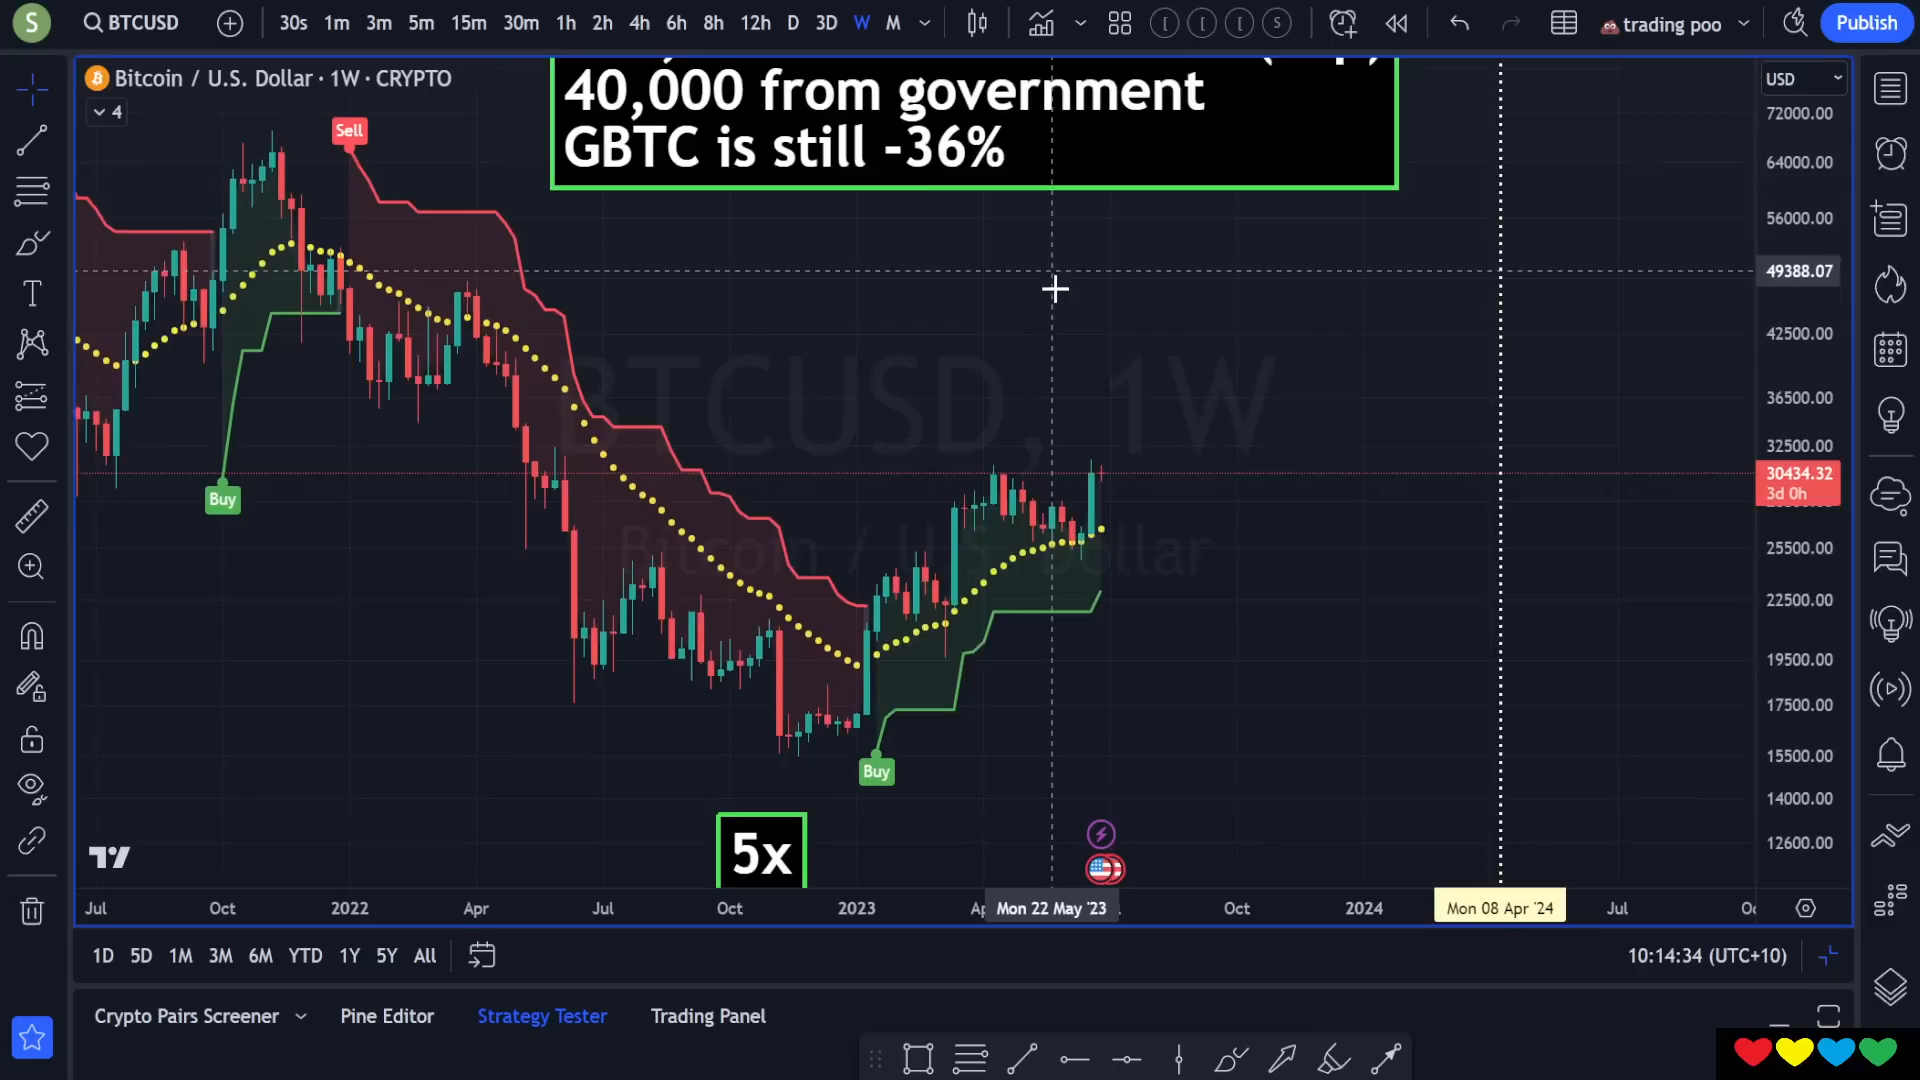 S
BTCUSD
30s 1m 3m 5m 15m 30m 1h 2h 4h 6h 8h 12h D 3D W M
[ [ [ S
trading poo
Publish
Bitcoin / U.S. Dollar · 1W · CRYPTO
4
40,000 from government
GBTC is still -36%
USD
72000.00
64000.00
56000.00
49388.07
42500.00
36500.00
32500.00
30434.32
3d 0h
25500.00
22500.00
19500.00
17500.00
15500.00
14000.00
12600.00
Sell
Buy
Buy
BTCUSD, 1W
Bitcoin / U.S. Dollar
5x
Jul Oct 2022 Apr Jul Oct 2023 Mon 22 May '23 Oct 2024 Mon 08 Apr '24 Jul
1D 5D 1M 3M 6M YTD 1Y 5Y All
10:14:34 (UTC+10)
Crypto Pairs Screener Pine Editor Strategy Tester Trading Panel